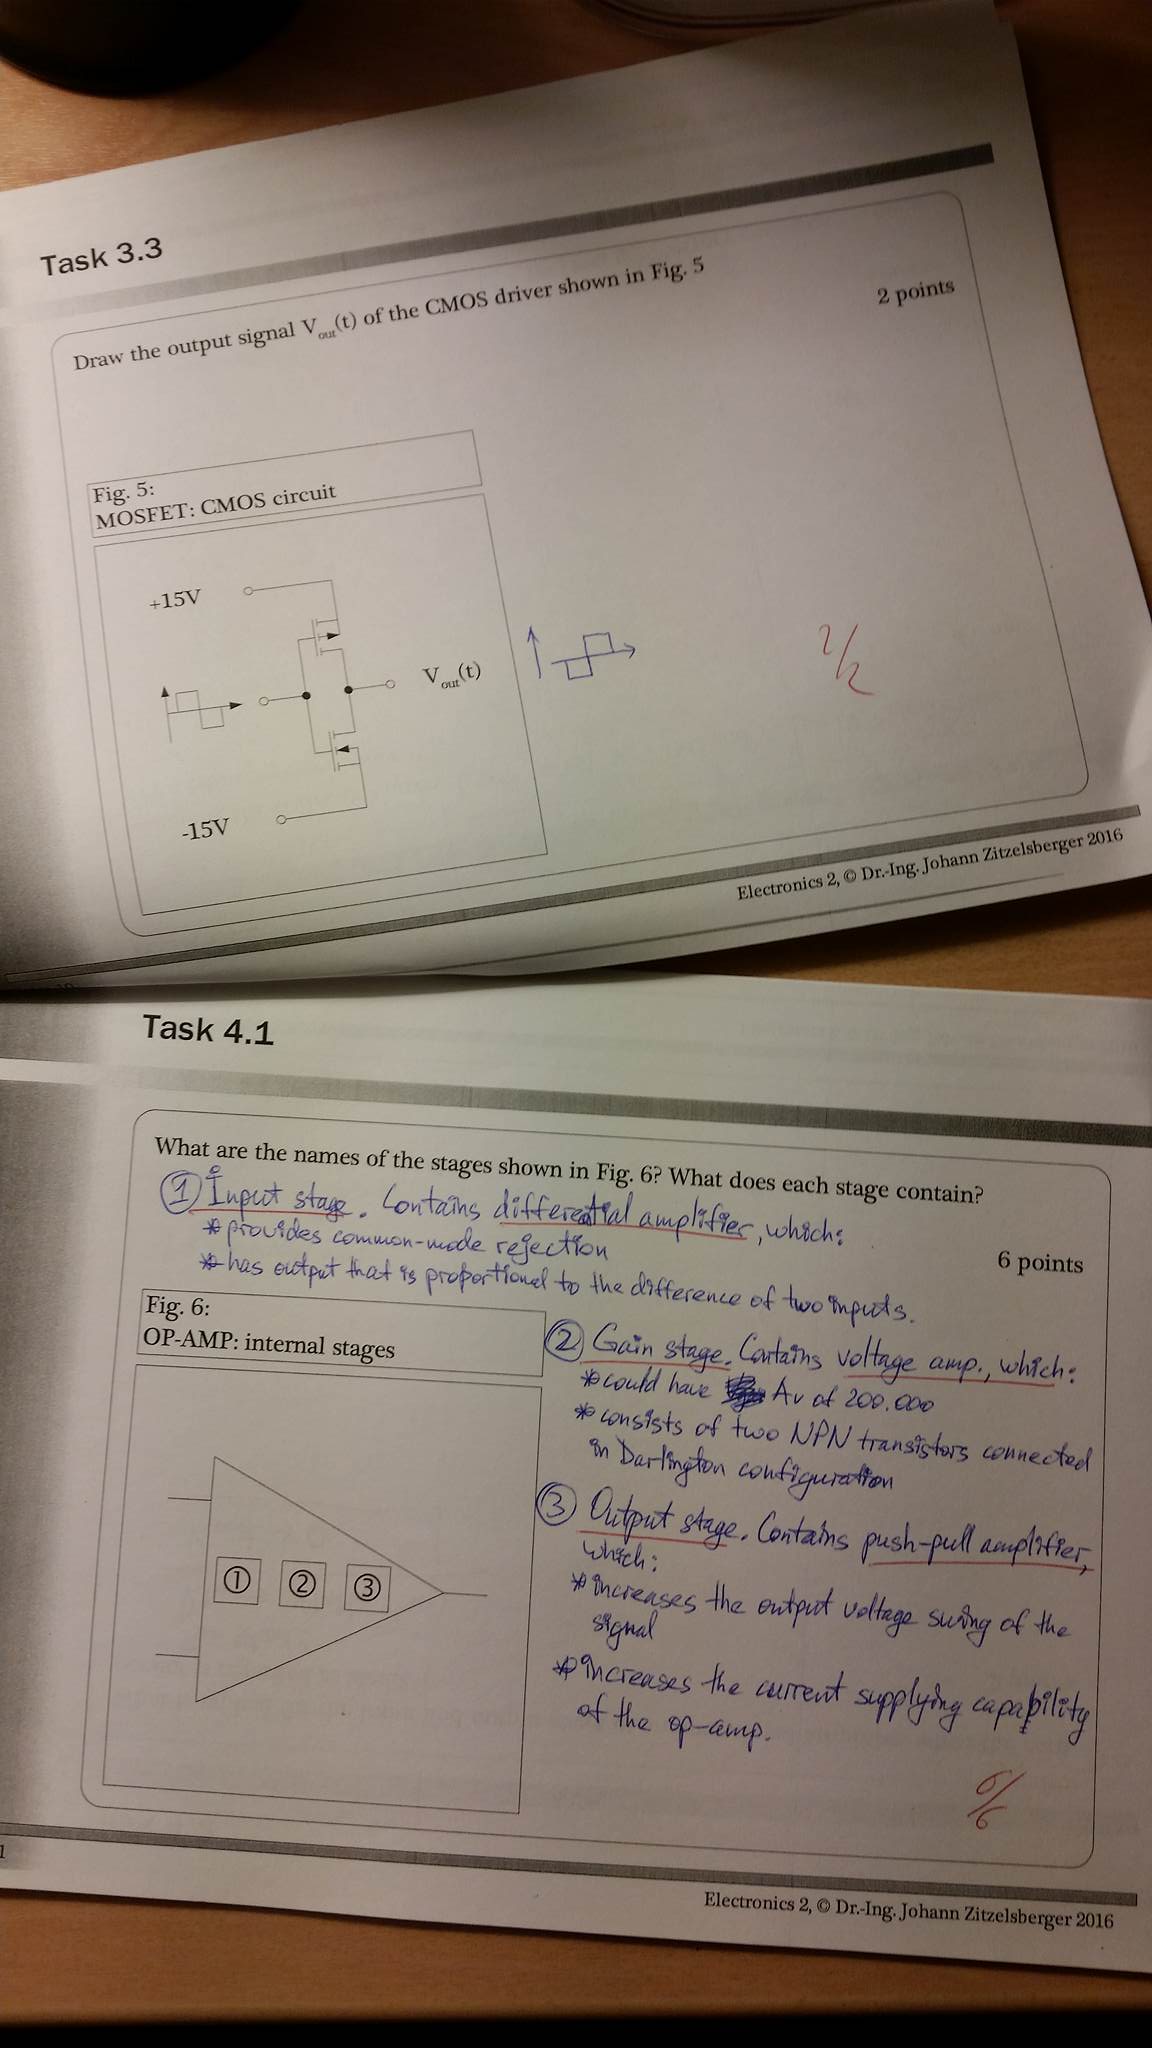 Task 3.3
Draw the output signal Vout(t) of the CMOS driver shown in Fig. 5
2 points
Fig. 5:
MOSFET: CMOS circuit
+15V
Vout(t)
-15V
2/2
Electronics 2, © Dr.-Ing. Johann Zitzelsberger 2016
Task 4.1
What are the names of the stages shown in Fig. 6? What does each stage contain?
① Input stage. Contains differential amplifier, which:
* provides common-mode rejection
* has output that is proportional to the difference of two inputs.
6 points
Fig. 6:
OP-AMP: internal stages
① ② ③
② Gain stage. Contains voltage amp., which:
* could have Av of 200.000
* consists of two NPN transistors connected
in Darlington configuration
③ Output stage. Contains push-pull amplifier,
which:
* increases the output voltage swing of the
signal
* increases the current supplying capability
of the op-amp.
6/6
1
Electronics 2, © Dr.-Ing. Johann Zitzelsberger 2016